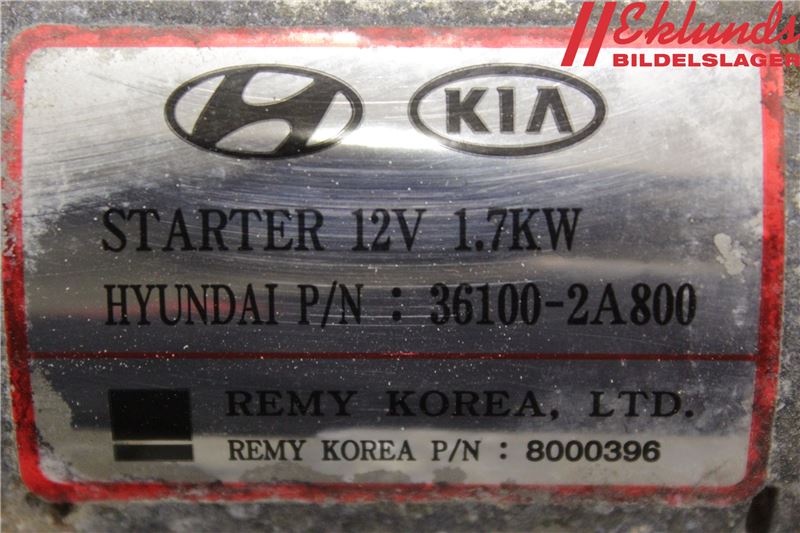 Eklunds
BILDELSLAGER
KIA
STARTER 12V 1.7KW
HYUNDAI P/N : 36100-2A800
REMY KOREA, LTD.
REMY KOREA P/N : 8000396